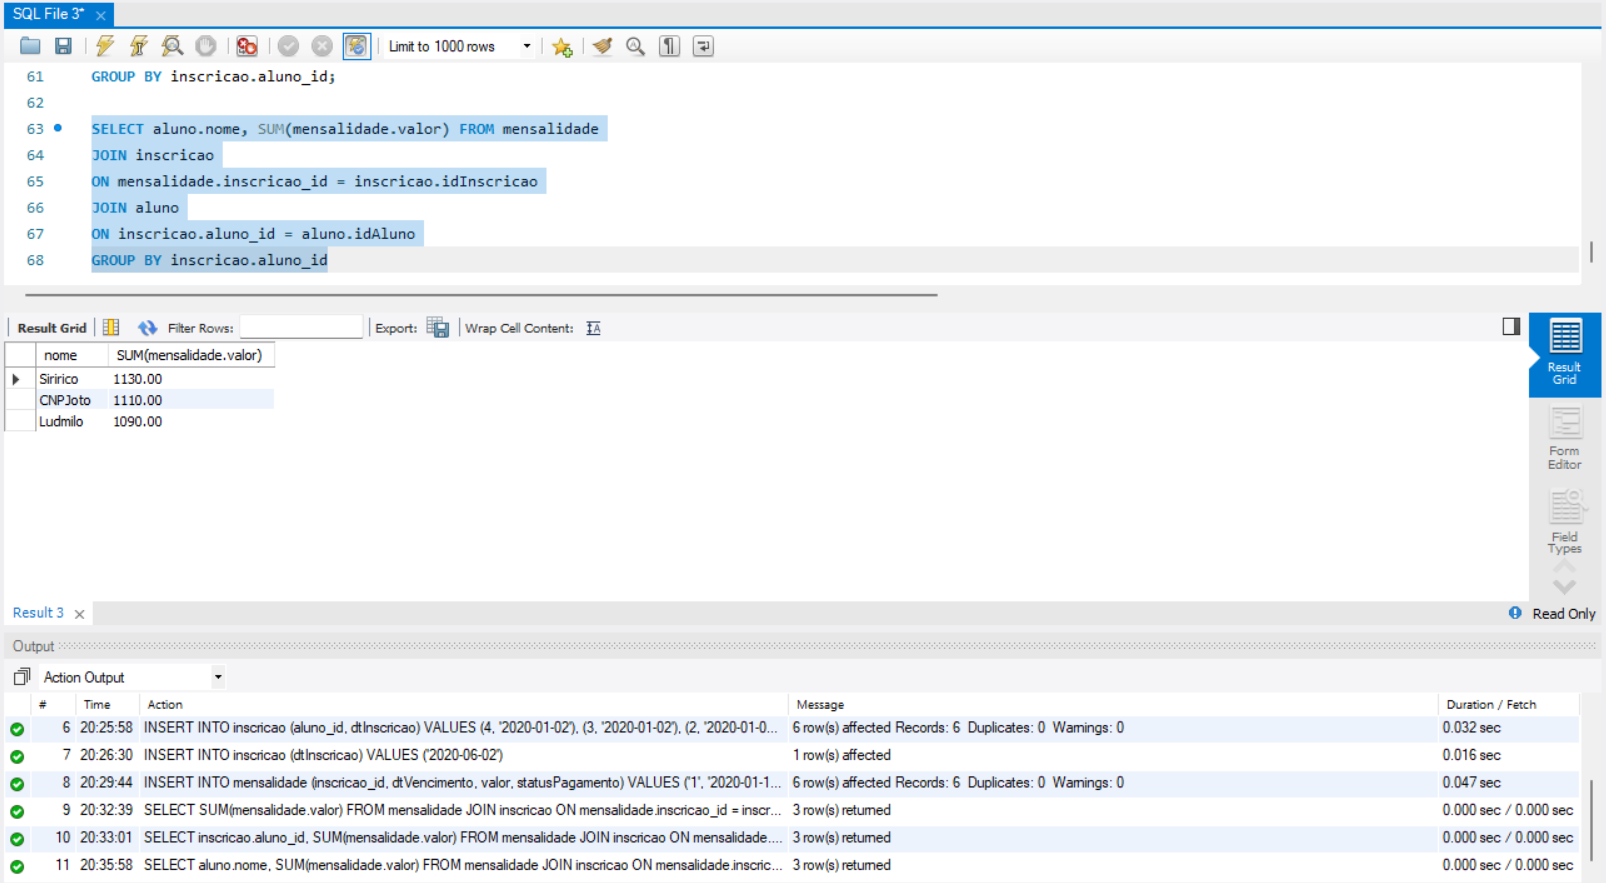 SQL File 3*
Limit to 1000 rows
61 GROUP BY inscricao.aluno_id;
62
63 SELECT aluno.nome, SUM(mensalidade.valor) FROM mensalidade
64 JOIN inscricao
65 ON mensalidade.inscricao_id = inscricao.idInscricao
66 JOIN aluno
67 ON inscricao.aluno_id = aluno.idAluno
68 GROUP BY inscricao.aluno_id
Result Grid Filter Rows: Export: Wrap Cell Content:
nome SUM(mensalidade.valor)
Siririco 1130.00
CNPJoto 1110.00
Ludmilo 1090.00
Result
Grid
Form
Editor
Field
Types
Result 3 Read Only
Output
Action Output
# Time Action Message Duration / Fetch
6 20:25:58 INSERT INTO inscricao (aluno_id, dtInscricao) VALUES (4, '2020-01-02'), (3, '2020-01-02'), (2, '2020-01-0... 6 row(s) affected Records: 6 Duplicates: 0 Warnings: 0 0.032 sec
7 20:26:30 INSERT INTO inscricao (dtInscricao) VALUES ('2020-06-02') 1 row(s) affected 0.016 sec
8 20:29:44 INSERT INTO mensalidade (inscricao_id, dtVencimento, valor, statusPagamento) VALUES ('1', '2020-01-1... 6 row(s) affected Records: 6 Duplicates: 0 Warnings: 0 0.047 sec
9 20:32:39 SELECT SUM(mensalidade.valor) FROM mensalidade JOIN inscricao ON mensalidade.inscricao_id = inscr... 3 row(s) returned 0.000 sec / 0.000 sec
10 20:33:01 SELECT inscricao.aluno_id, SUM(mensalidade.valor) FROM mensalidade JOIN inscricao ON mensalidade.... 3 row(s) returned 0.000 sec / 0.000 sec
11 20:35:58 SELECT aluno.nome, SUM(mensalidade.valor) FROM mensalidade JOIN inscricao ON mensalidade.inscric... 3 row(s) returned 0.000 sec / 0.000 sec